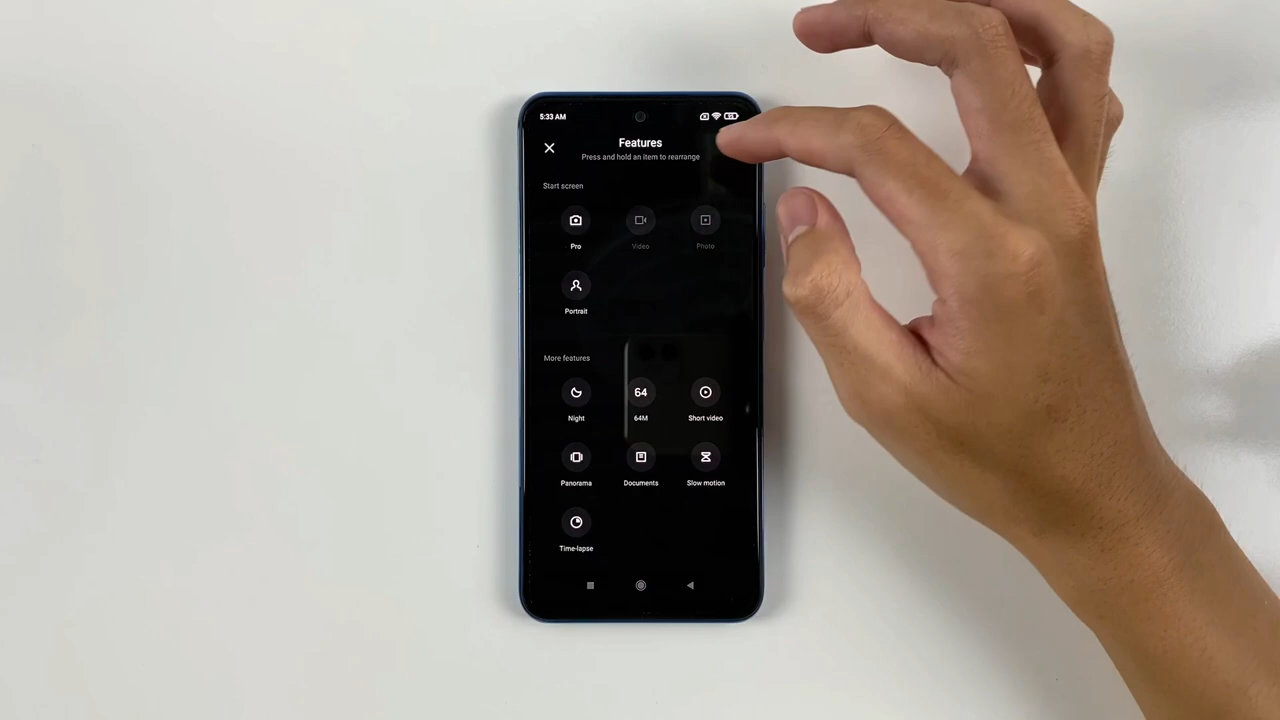 5:33 AM
Features
Press and hold an item to rearrange
Start screen
Pro
Video
Photo
Portrait
More features
Night
64
64M
Short video
Panorama
Documents
Slow motion
Time-lapse